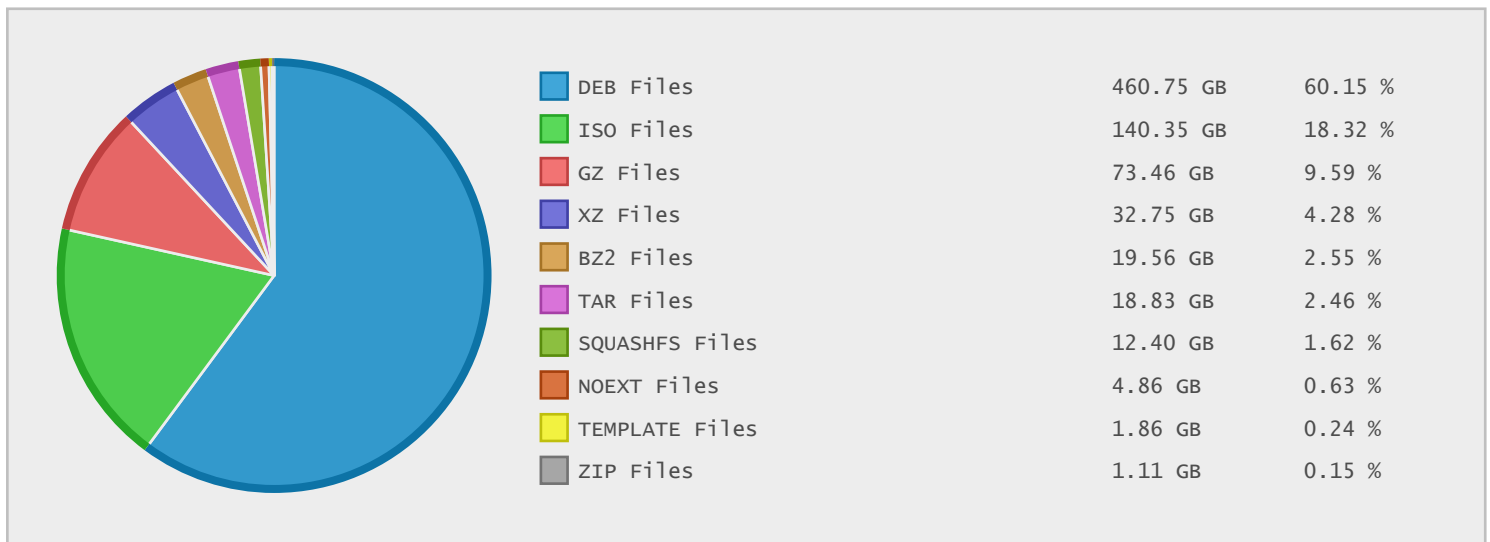 DEB Files 460.75 GB 60.15 %
ISO Files 140.35 GB 18.32 %
GZ Files 73.46 GB 9.59 %
XZ Files 32.75 GB 4.28 %
BZ2 Files 19.56 GB 2.55 %
TAR Files 18.83 GB 2.46 %
SQUASHFS Files 12.40 GB 1.62 %
NOEXT Files 4.86 GB 0.63 %
TEMPLATE Files 1.86 GB 0.24 %
ZIP Files 1.11 GB 0.15 %